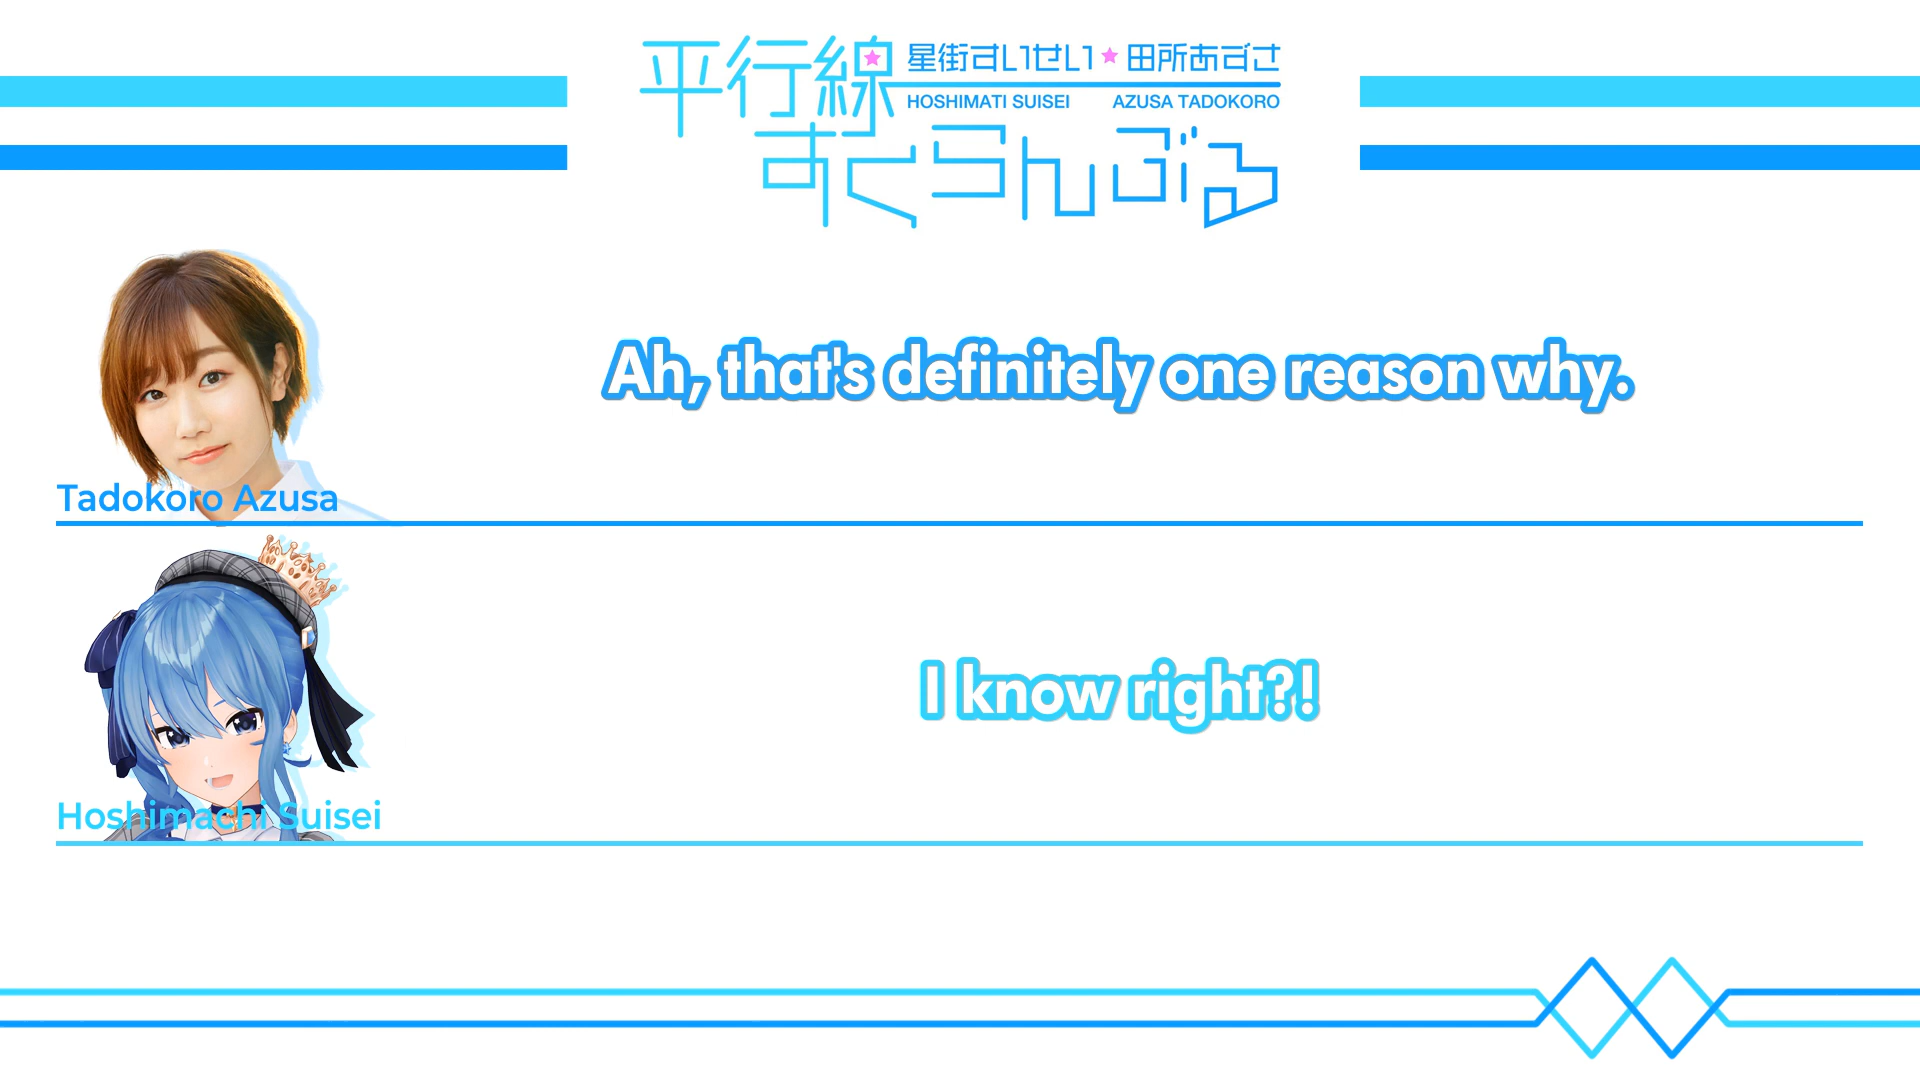 平行線
星街すいせい★田所あずさ
HOSHIMATI SUISEI AZUSA TADOKORO
すくらんぶる
Ah, that's definitely one reason why.
Tadokoro Azusa
I know right?!
Hoshimachi Suisei